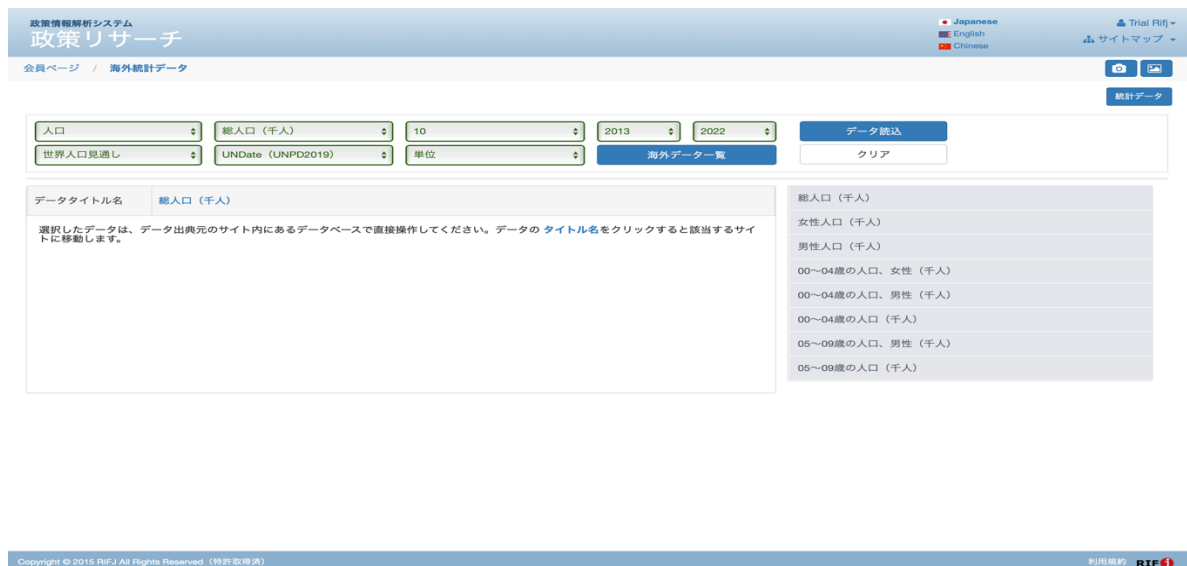 政策情報解析システム
政策リサーチ
Japanese
English
Chinese
Trial Rifj
サイトマップ
会員ページ / 海外統計データ
統計データ
人口 総人口（千人） 10 2013 2022 データ読込
世界人口見通し UNDate（UNPD2019） 単位 海外データ一覧 クリア
データタイトル名 総人口（千人）
選択したデータは、データ出典元のサイト内にあるデータベースで直接操作してください。データの タイトル名をクリックすると該当するサイ
トに移動します。
総人口（千人）
女性人口（千人）
男性人口（千人）
00〜04歳の人口、女性（千人）
00〜04歳の人口、男性（千人）
00〜04歳の人口（千人）
05〜09歳の人口、男性（千人）
05〜09歳の人口（千人）
Copyright © 2015 RIFJ All Rights Reserved（特許取得済） 利用規約 RIF